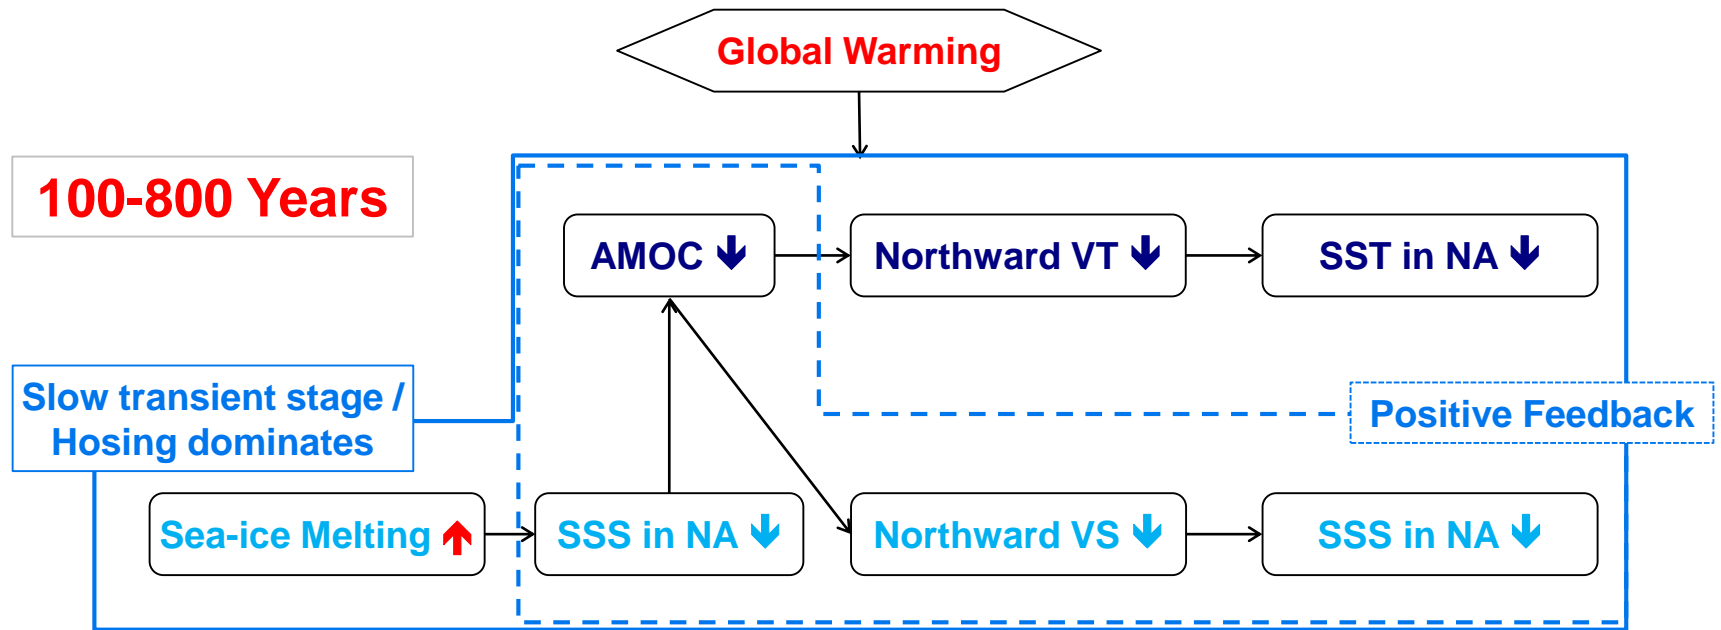 Global Warming
100-800 Years
AMOC ↓
Northward VT ↓
SST in NA ↓
Slow transient stage /
Hosing dominates
Positive Feedback
Sea-ice Melting ↑
SSS in NA ↓
Northward VS ↓
SSS in NA ↓